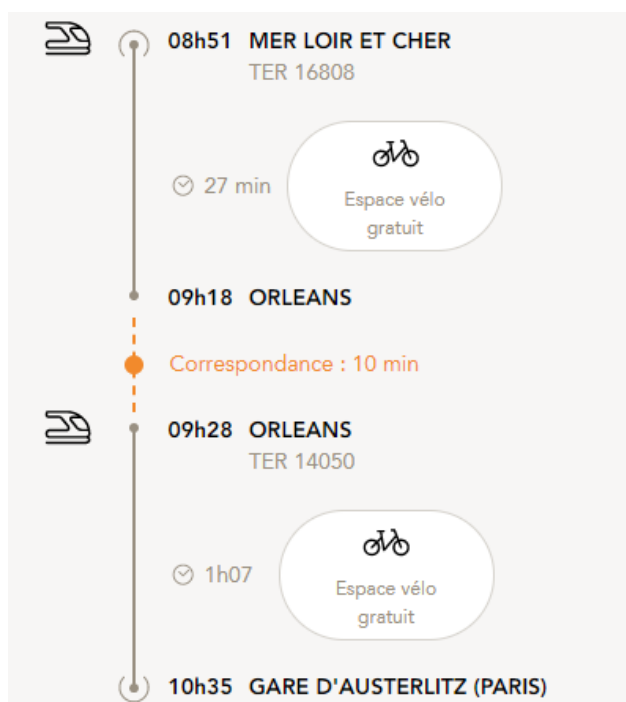 08h51 MER LOIR ET CHER
TER 16808
27 min
Espace vélo
gratuit
09h18 ORLEANS
Correspondance : 10 min
09h28 ORLEANS
TER 14050
1h07
Espace vélo
gratuit
10h35 GARE D'AUSTERLITZ (PARIS)